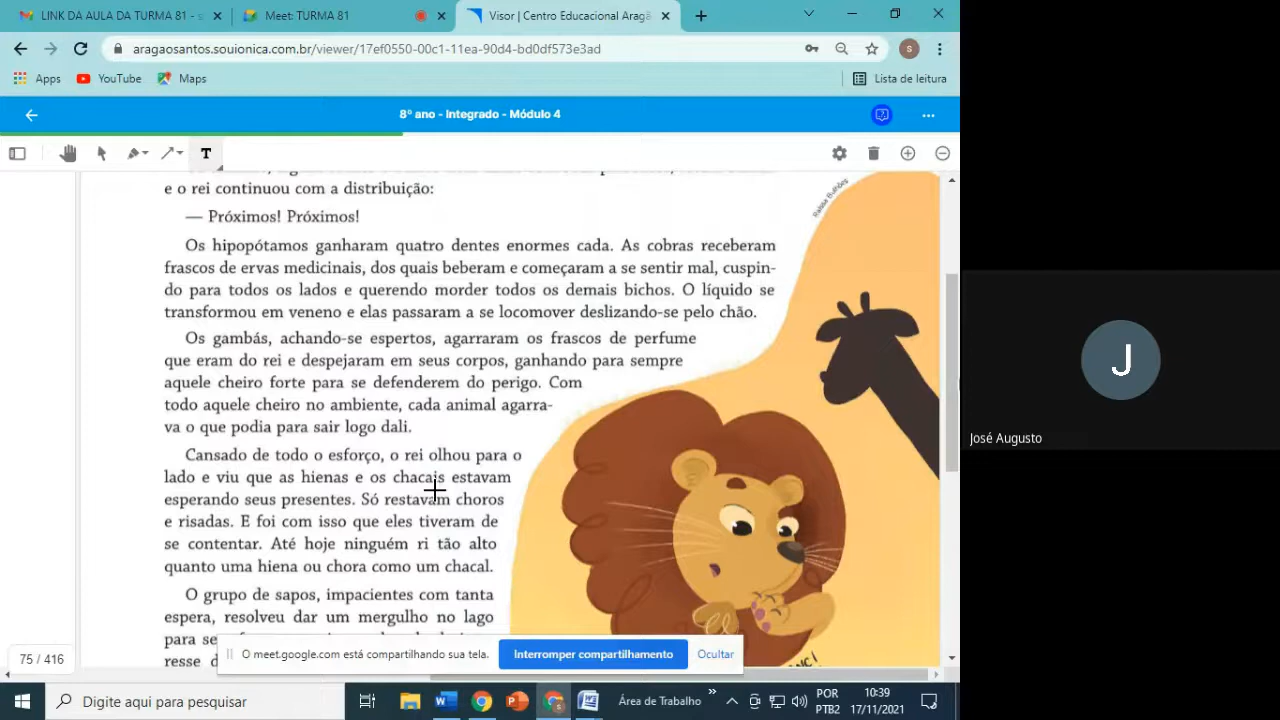 LINK DA AULA DA TURMA 81 - s
Meet: TURMA 81
Visor | Centro Educacional Aragã
aragaosantos.souionica.com.br/viewer/17ef0550-00c1-11ea-90d4-bd0df573e3ad
s
Apps
YouTube
Maps
Lista de leitura
8º ano - Integrado - Módulo 4
T
e o rei continuou com a distribuição:
— Próximos! Próximos!
Os hipopótamos ganharam quatro dentes enormes cada. As cobras receberam
frascos de ervas medicinais, dos quais beberam e começaram a se sentir mal, cuspin-
do para todos os lados e querendo morder todos os demais bichos. O líquido se
transformou em veneno e elas passaram a se locomover deslizando-se pelo chão.
Os gambás, achando-se espertos, agarraram os frascos de perfume
que eram do rei e despejaram em seus corpos, ganhando para sempre
aquele cheiro forte para se defenderem do perigo. Com
todo aquele cheiro no ambiente, cada animal agarra-
va o que podia para sair logo dali.
Cansado de todo o esforço, o rei olhou para o
lado e viu que as hienas e os chacais estavam
esperando seus presentes. Só restavam choros
e risadas. E foi com isso que eles tiveram de
se contentar. Até hoje ninguém ri tão alto
quanto uma hiena ou chora como um chacal.
O grupo de sapos, impacientes com tanta
espera, resolveu dar um mergulho no lago
para se
resse d
75 / 416
O meet.google.com está compartilhando sua tela.
Interromper compartilhamento
Ocultar
J
José Augusto
Digite aqui para pesquisar
Área de Trabalho
POR
PTB2
10:39
17/11/2021